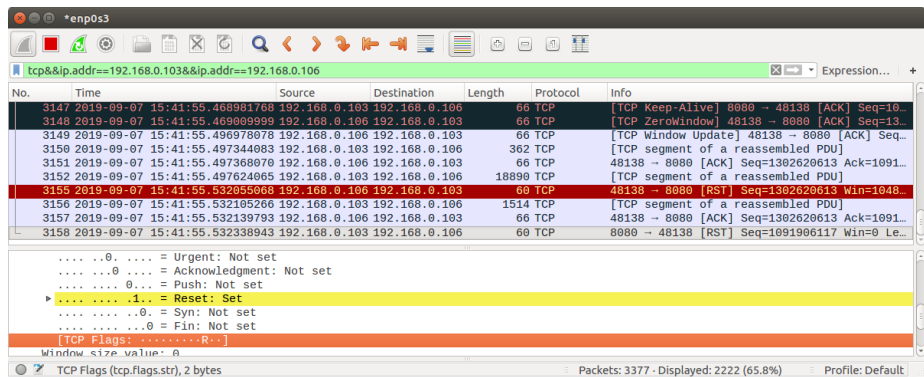 *enp0s3
tcp&&ip.addr==192.168.0.103&&ip.addr==192.168.0.106 Expression… +
No. Time Source Destination Length Protocol Info
3147 2019-09-07 15:41:55.468981768 192.168.0.103 192.168.0.106 66 TCP [TCP Keep-Alive] 8080 → 48138 [ACK] Seq=10…
3148 2019-09-07 15:41:55.469009999 192.168.0.106 192.168.0.103 66 TCP [TCP ZeroWindow] 48138 → 8080 [ACK] Seq=13…
3149 2019-09-07 15:41:55.496978078 192.168.0.106 192.168.0.103 66 TCP [TCP Window Update] 48138 → 8080 [ACK] Seq…
3150 2019-09-07 15:41:55.497344083 192.168.0.103 192.168.0.106 362 TCP [TCP segment of a reassembled PDU]
3151 2019-09-07 15:41:55.497368070 192.168.0.106 192.168.0.103 66 TCP 48138 → 8080 [ACK] Seq=1302620613 Ack=1091…
3152 2019-09-07 15:41:55.497624065 192.168.0.103 192.168.0.106 18890 TCP [TCP segment of a reassembled PDU]
3155 2019-09-07 15:41:55.532055068 192.168.0.106 192.168.0.103 60 TCP 48138 → 8080 [RST] Seq=1302620613 Win=1048…
3156 2019-09-07 15:41:55.532105266 192.168.0.103 192.168.0.106 1514 TCP [TCP segment of a reassembled PDU]
3157 2019-09-07 15:41:55.532139793 192.168.0.106 192.168.0.103 66 TCP 48138 → 8080 [ACK] Seq=1302620613 Ack=1091…
3158 2019-09-07 15:41:55.532338943 192.168.0.103 192.168.0.106 60 TCP 8080 → 48138 [RST] Seq=1091906117 Win=0 Le…
.... ..0. .... = Urgent: Not set
.... ...0 .... = Acknowledgment: Not set
.... .... 0... = Push: Not set
.... .... .1.. = Reset: Set
.... .... ..0. = Syn: Not set
.... .... ...0 = Fin: Not set
[TCP Flags: ·········R··]
Window size value: 0
TCP Flags (tcp.flags.str), 2 bytes Packets: 3377 · Displayed: 2222 (65.8%) Profile: Default